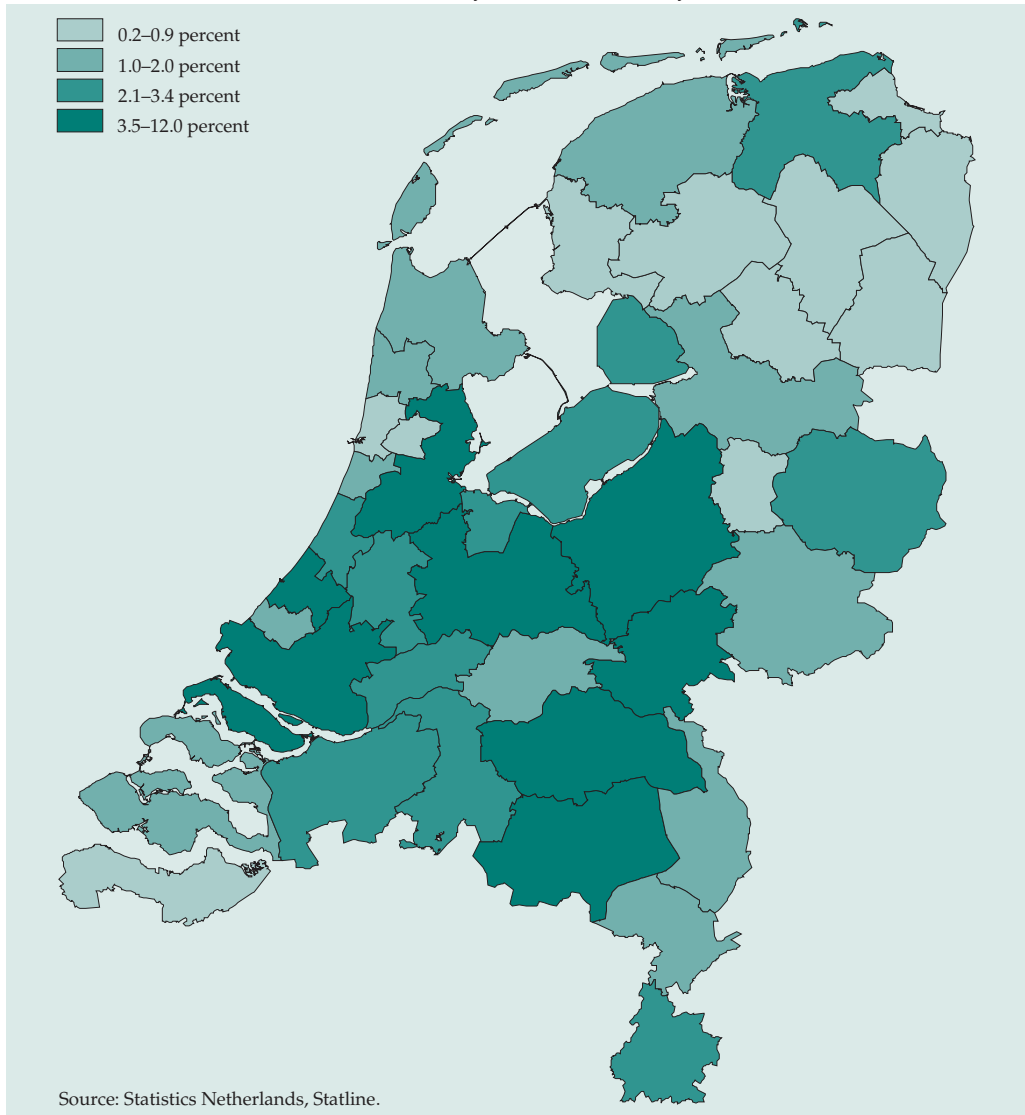 0.2–0.9 percent
1.0–2.0 percent
2.1–3.4 percent
3.5–12.0 percent
Source: Statistics Netherlands, Statline.